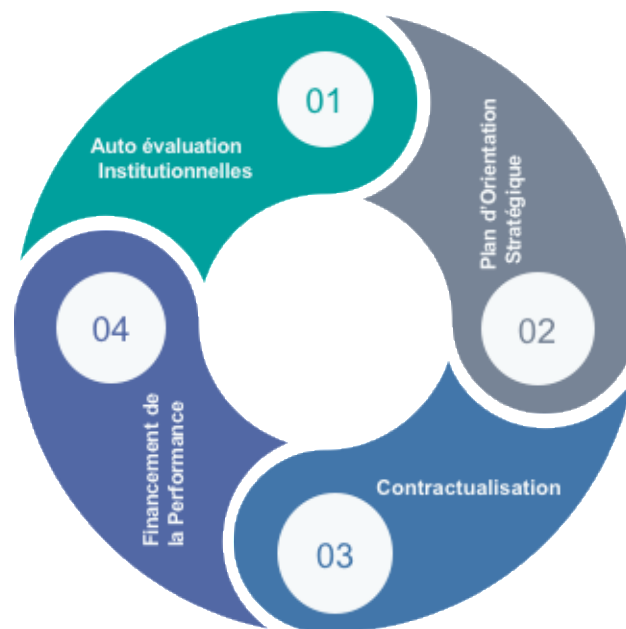 01
Auto évaluation
Institutionnelles
02
Plan d'Orientation
Stratégique
03
Contractualisation
04
Financement de
la Performance